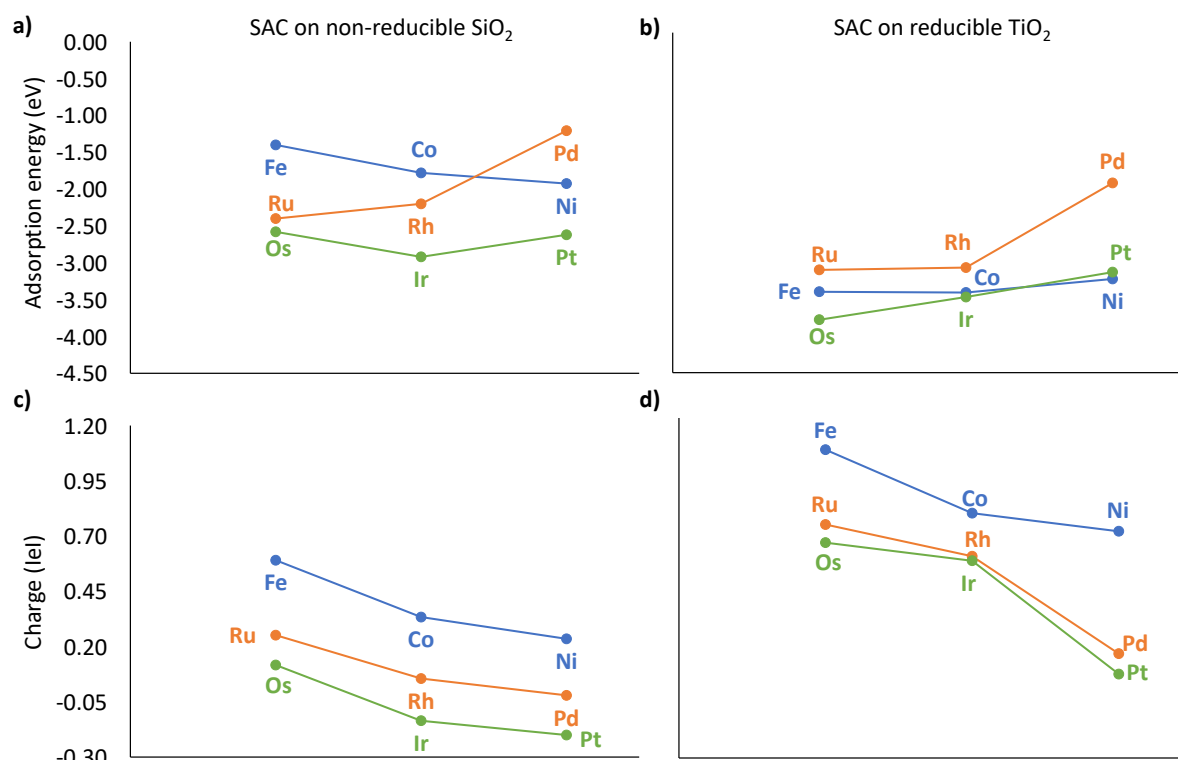 a)
SAC on non-reducible SiO₂
0.00
-0.50
-1.00
-1.50
-2.00
-2.50
-3.00
-3.50
-4.00
-4.50
Adsorption energy (eV)
Fe
Co
Pd
Ni
Ru
Rh
Os
Ir
Pt
b)
SAC on reducible TiO₂
Pd
Ru
Rh
Fe
Co
Pt
Os
Ir
Ni
c)
1.20
0.95
0.70
0.45
0.20
-0.05
-0.30
Charge (IeI)
Fe
Co
Ni
Ru
Rh
Pd
Os
Ir
Pt
d)
Fe
Co
Ni
Ru
Rh
Os
Ir
Pd
Pt